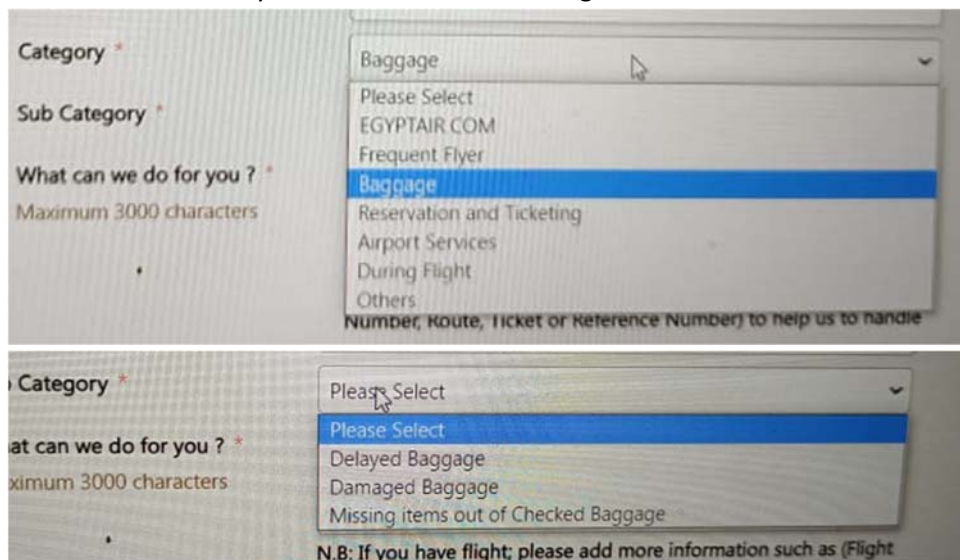 Category *
Baggage
Please Select
Sub Category *
EGYPTAIR.COM
Frequent Flyer
What can we do for you ? *
Baggage
Maximum 3000 characters
Reservation and Ticketing
Airport Services
During Flight
Others
Number, Route, Ticket or Reference Number) to help us to handle
Category *
Please Select
Please Select
at can we do for you ? *
Delayed Baggage
ximum 3000 characters
Damaged Baggage
Missing items out of Checked Baggage
N.B: If you have flight; please add more information such as (Flight